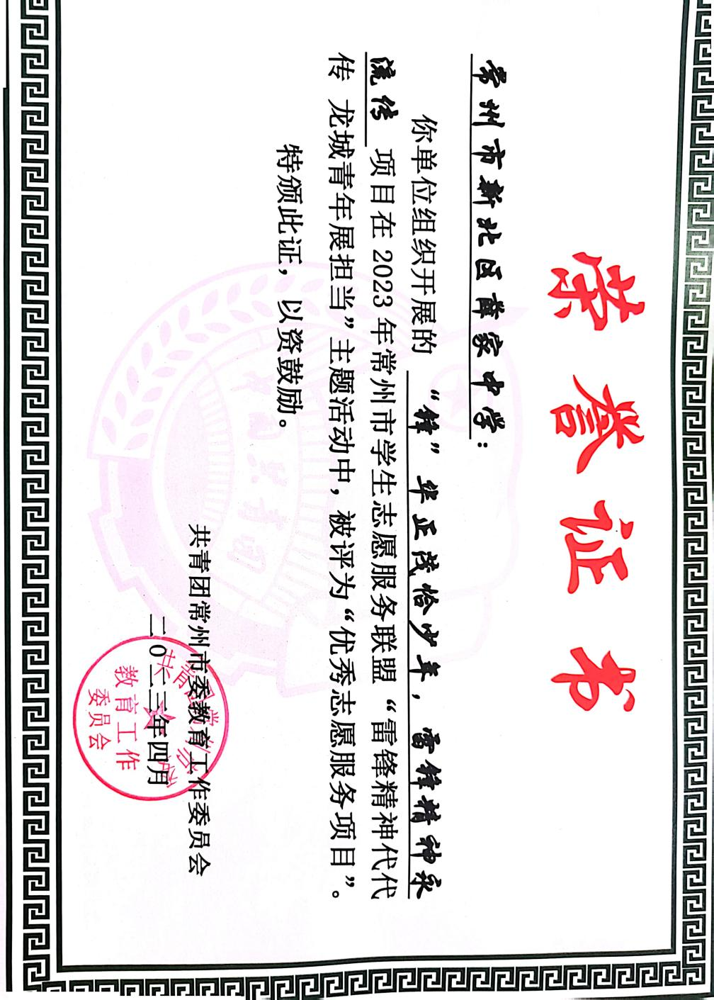 荣誉证书
常州市新北区薛家中学：
你单位组织开展的 “锋”华正茂恰少年，雷锋精神永
流传 项目在2023年常州市学生志愿服务联盟“雷锋精神代代
传 龙城青年展担当”主题活动中，被评为“优秀志愿服务项目”。
特颁此证，以资鼓励。
共青团常州市委教育工作委员会
二0二三年四月
教育工作
委员会